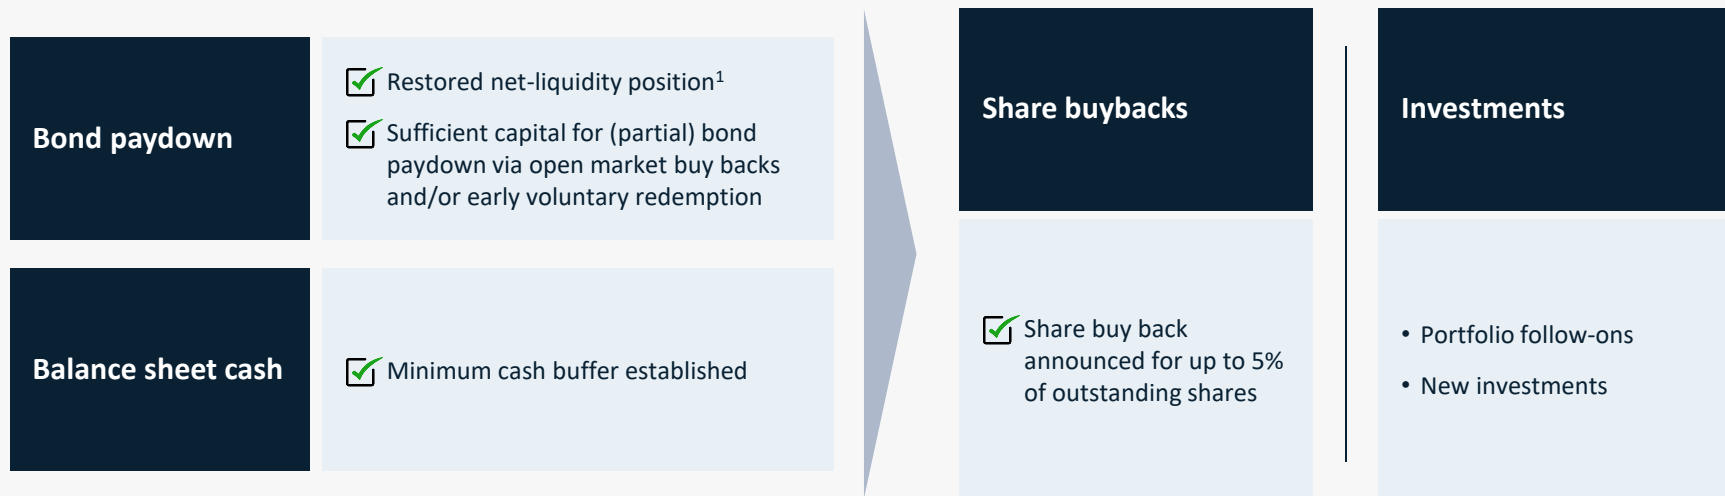 Bond paydown
Restored net-liquidity position¹
Sufficient capital for (partial) bond
paydown via open market buy backs
and/or early voluntary redemption
Balance sheet cash
Minimum cash buffer established
Share buybacks
Share buy back
announced for up to 5%
of outstanding shares
Investments
• Portfolio follow-ons
• New investments